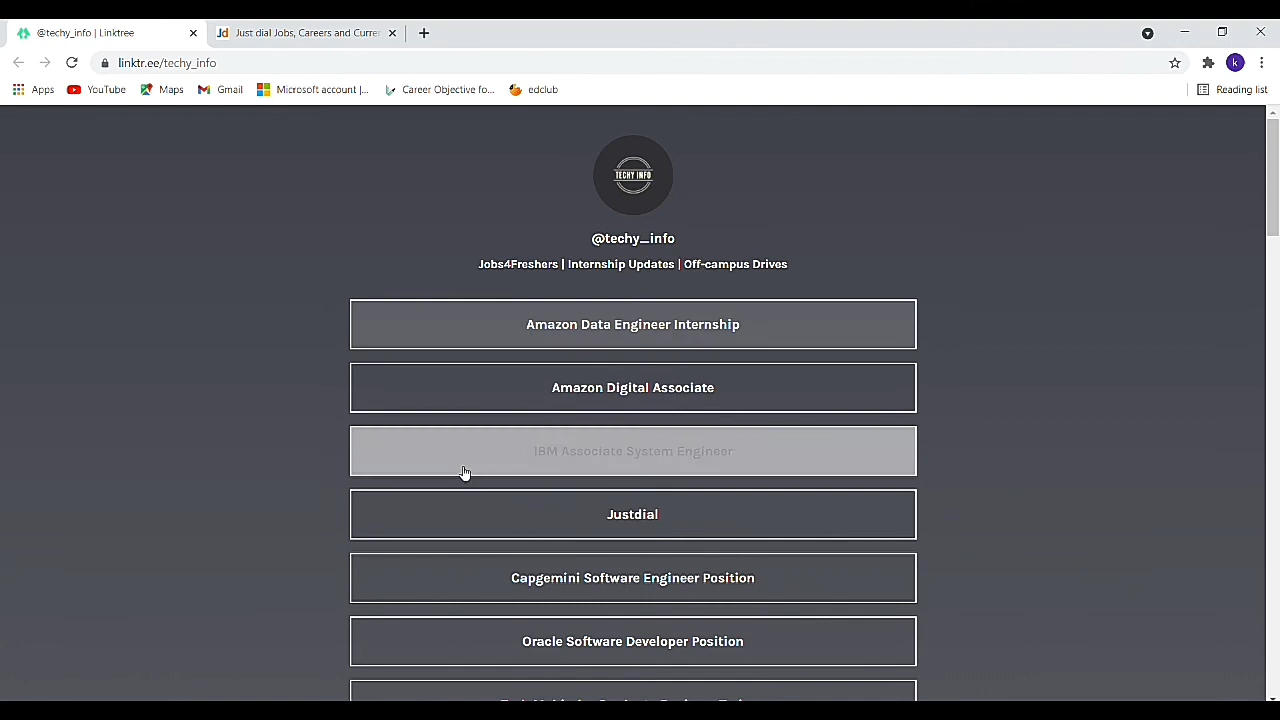 @techy_info | Linktree
Just dial Jobs, Careers and Curre
linktr.ee/techy_info
k
Apps
YouTube
Maps
Gmail
Microsoft account |...
Career Objective fo...
edclub
Reading list
TECHY INFO
@techy_info
Jobs4Freshers | Internship Updates | Off-campus Drives
Amazon Data Engineer Internship
Amazon Digital Associate
IBM Associate System Engineer
Justdial
Capgemini Software Engineer Position
Oracle Software Developer Position